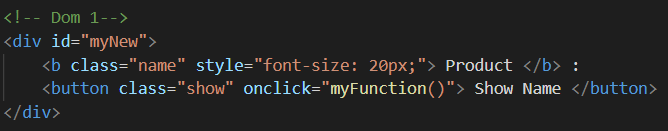 <!-- Dom 1-->
<div id="myNew">
<b class="name" style="font-size: 20px;"> Product </b> :
<button class="show" onclick="myFunction()"> Show Name </button>
</div>